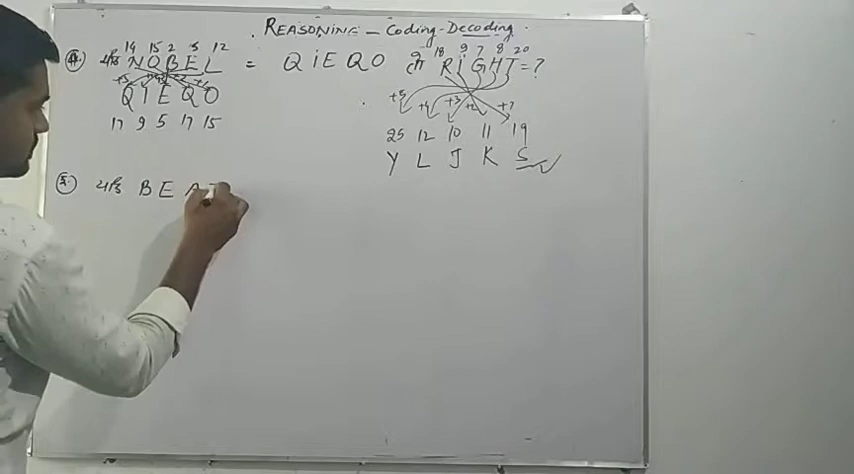 REASONING – Coding-Decoding.
14 15 2 5 12
④ यदि NOBEL = QIEQO तो RIGHT = ?
18 9 7 8 20
+5 +4 +3 +2 +1
QIEQO
17 9 5 17 15
25 12 10 11 19
Y L J K S
⑤ यदि B E A